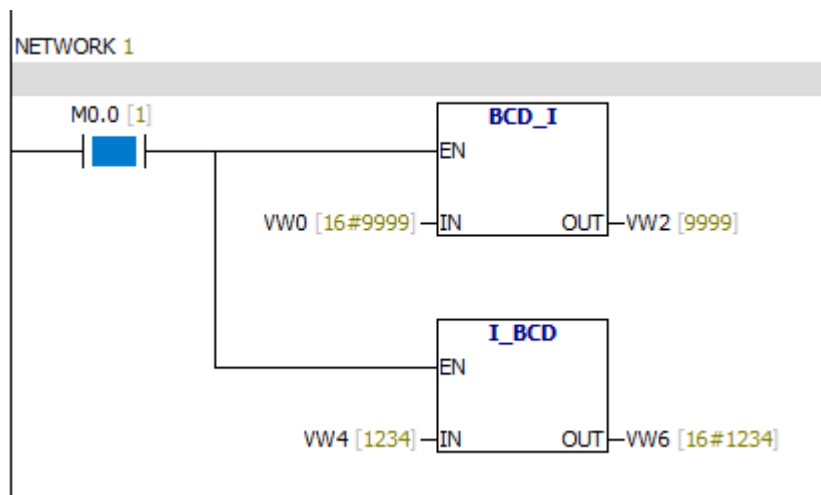 NETWORK 1
M0.0 [1]
BCD_I
EN
VW0 [16#9999] IN OUT VW2 [9999]
I_BCD
EN
VW4 [1234] IN OUT VW6 [16#1234]